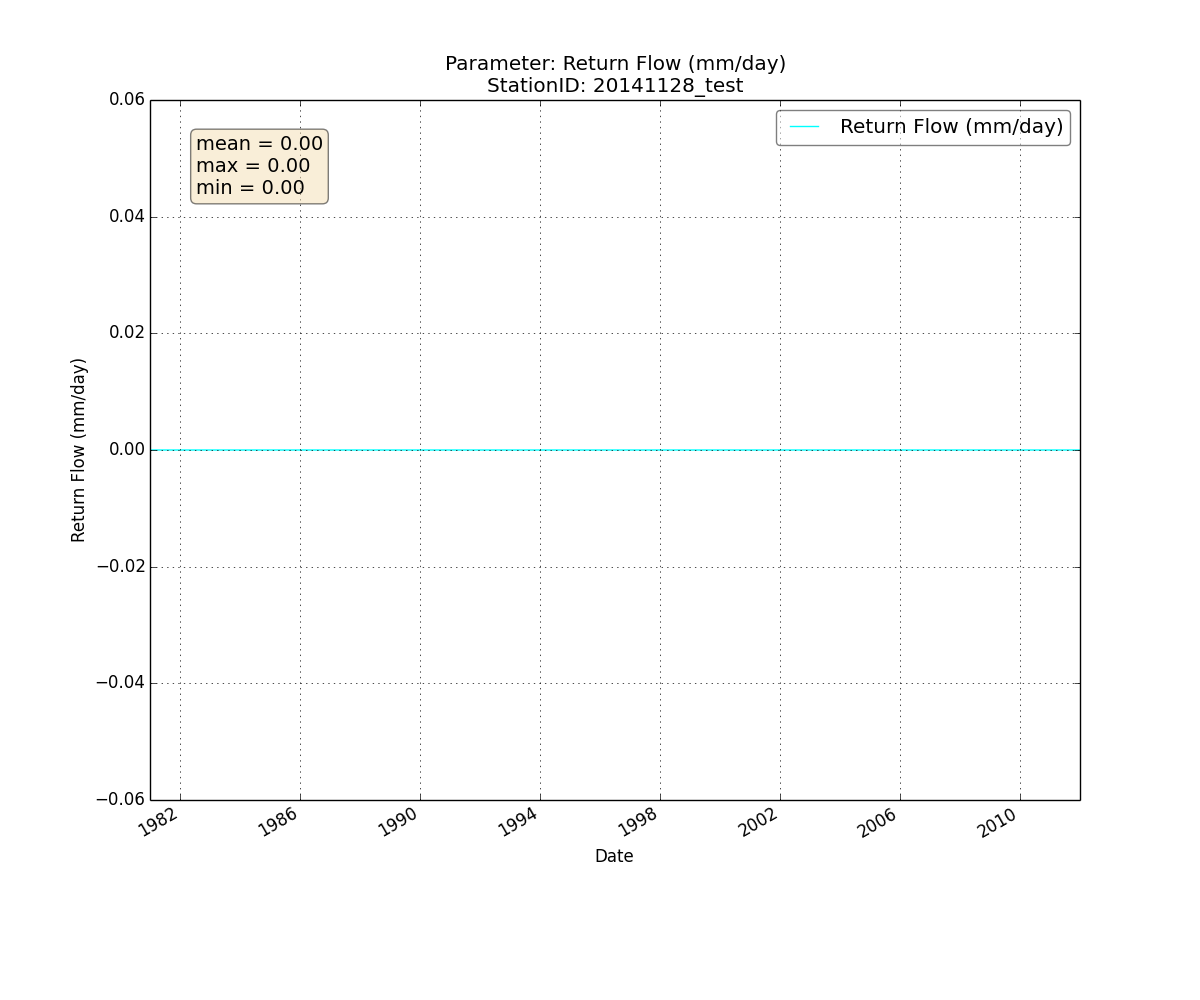 Parameter: Return Flow (mm/day)
StationID: 20141128_test
mean = 0.00
max = 0.00
min = 0.00
Return Flow (mm/day)
Return Flow (mm/day)
0.06
0.04
0.02
0.00
−0.02
−0.04
−0.06
1982
1986
1990
1994
1998
2002
2006
2010
Date